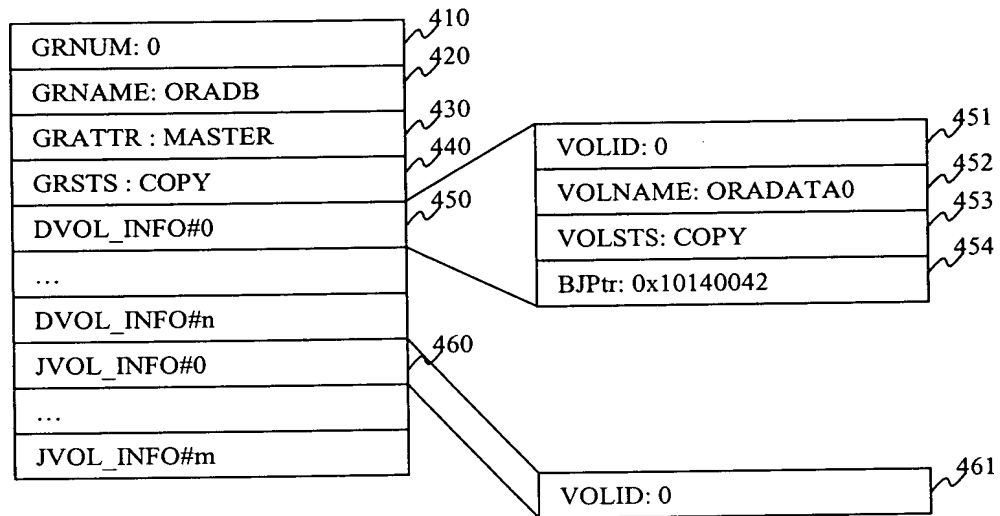 GRNUM: 0
410
GRNAME: ORADB
420
GRATTR : MASTER
430
GRSTS : COPY
440
DVOL_INFO#0
450
...
DVOL_INFO#n
JVOL_INFO#0
460
...
JVOL_INFO#m
VOLID: 0
451
VOLNAME: ORADATA0
452
VOLSTS: COPY
453
BJPtr: 0x10140042
454
VOLID: 0
461